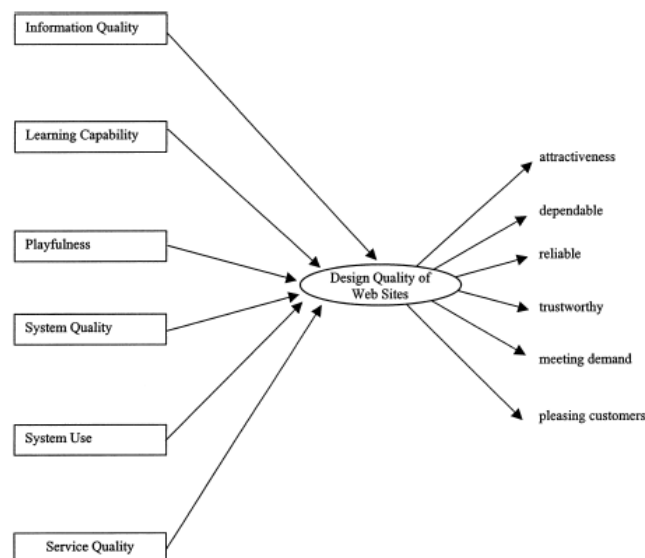 Information Quality
Learning Capability
Playfulness
System Quality
System Use
Service Quality
Design Quality of
Web Sites
attractiveness
dependable
reliable
trustworthy
meeting demand
pleasing customers